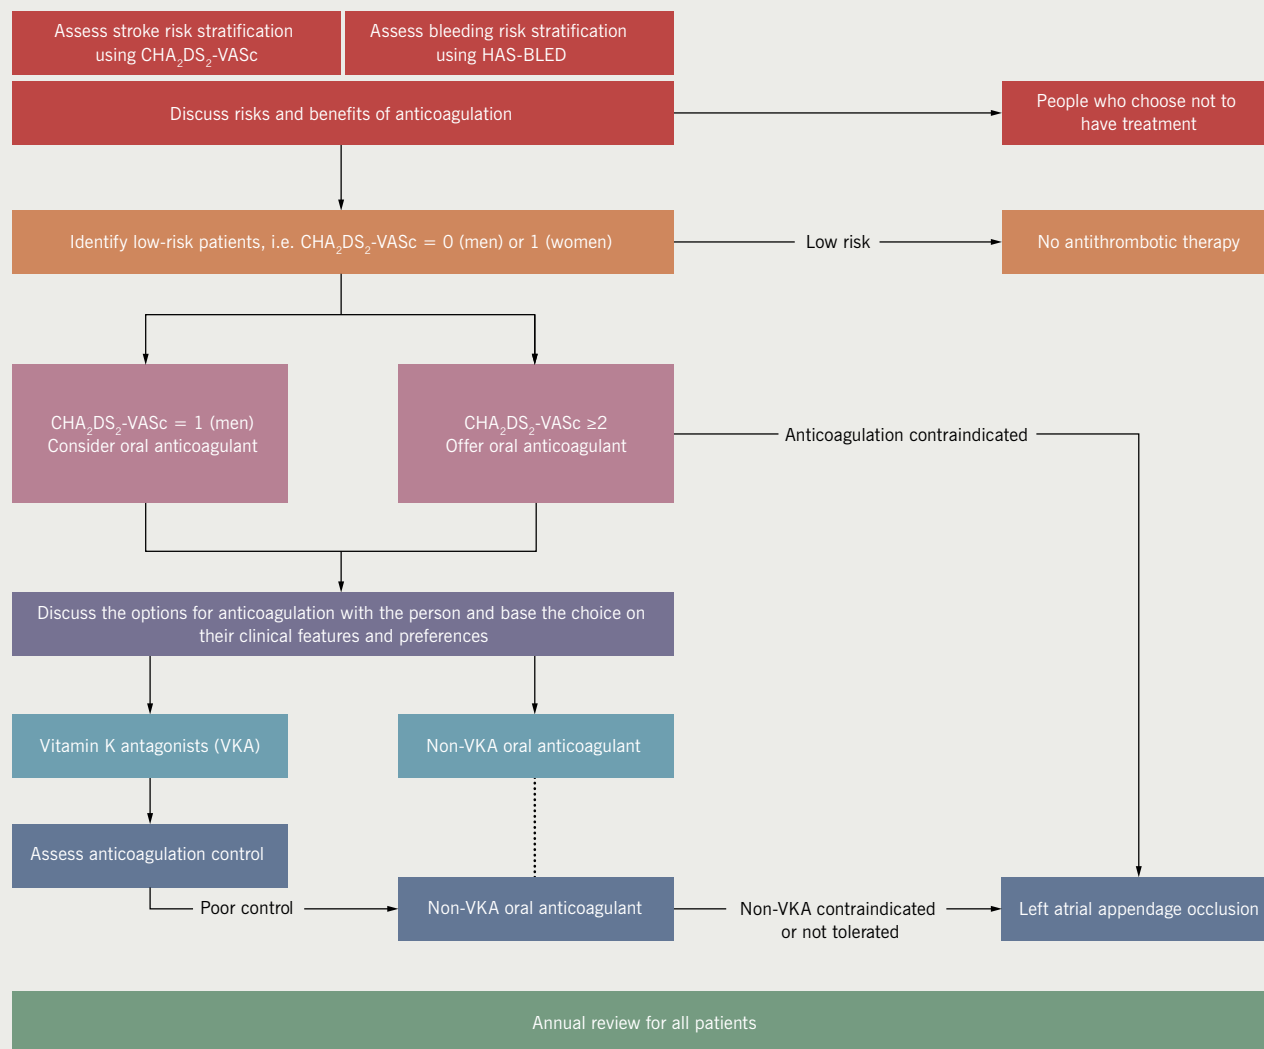 Assess stroke risk stratification
using CHA₂DS₂-VASc
Assess bleeding risk stratification
using HAS-BLED
Discuss risks and benefits of anticoagulation
People who choose not to
have treatment
Identify low-risk patients, i.e. CHA₂DS₂-VASc = 0 (men) or 1 (women)
Low risk
No antithrombotic therapy
CHA₂DS₂-VASc = 1 (men)
Consider oral anticoagulant
CHA₂DS₂-VASc ≥2
Offer oral anticoagulant
Anticoagulation contraindicated
Discuss the options for anticoagulation with the person and base the choice on
their clinical features and preferences
Vitamin K antagonists (VKA)
Non-VKA oral anticoagulant
Assess anticoagulation control
Poor control
Non-VKA oral anticoagulant
Non-VKA contraindicated
or not tolerated
Left atrial appendage occlusion
Annual review for all patients